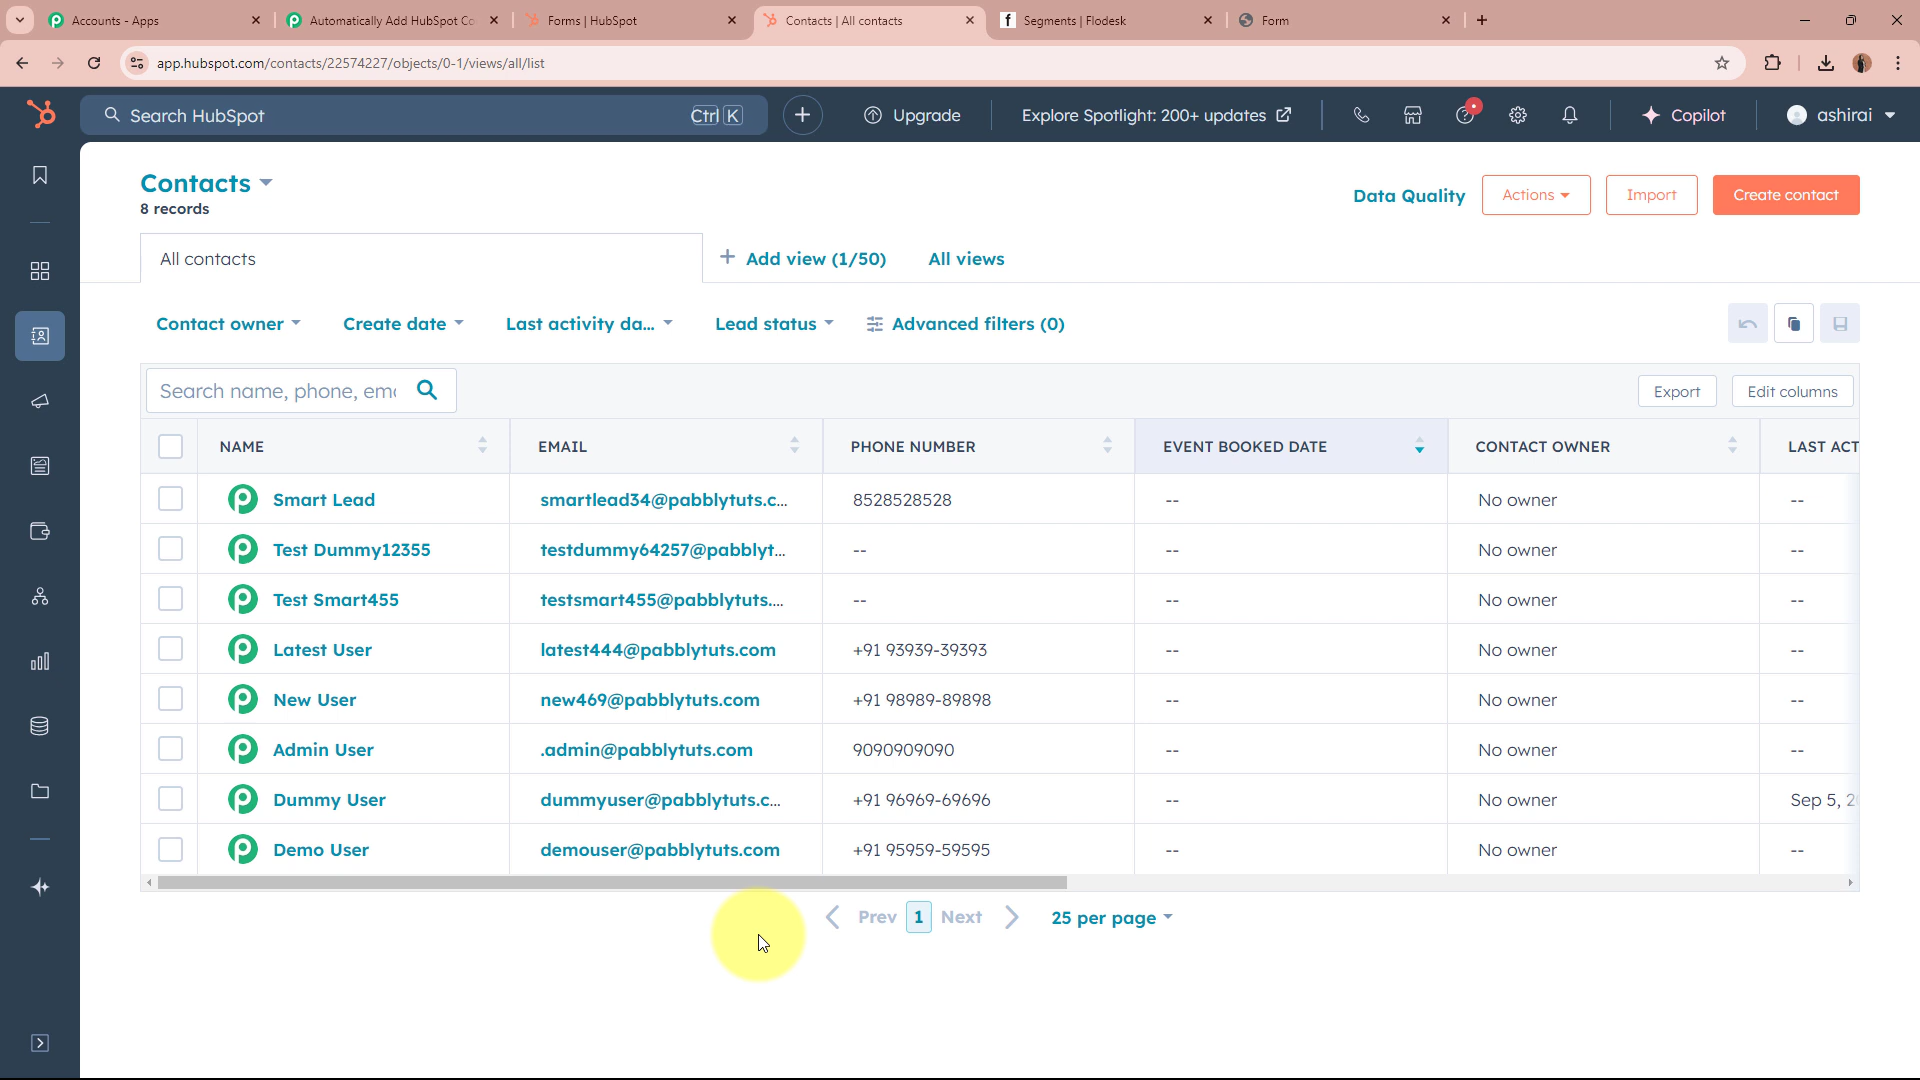 Accounts - Apps
Automatically Add HubSpot Co
Forms | HubSpot
Contacts | All contacts
Segments | Flodesk
Form
app.hubspot.com/contacts/22574227/objects/0-1/views/all/list
Search HubSpot
Ctrl K
Upgrade
Explore Spotlight: 200+ updates
Copilot
ashirai
Contacts
8 records
Data Quality
Actions
Import
Create contact
All contacts
Add view (1/50)
All views
Contact owner
Create date
Last activity da...
Lead status
Advanced filters (0)
Search name, phone, ema
Export
Edit columns
NAME EMAIL PHONE NUMBER EVENT BOOKED DATE CONTACT OWNER LAST ACT
Smart Lead smartlead34@pabblytuts.c... 8528528528 -- No owner --
Test Dummy12355 testdummy64257@pabblyt... -- -- No owner --
Test Smart455 testsmart455@pabblytuts.... -- -- No owner --
Latest User latest444@pabblytuts.com +91 93939-39393 -- No owner --
New User new469@pabblytuts.com +91 98989-89898 -- No owner --
Admin User .admin@pabblytuts.com 9090909090 -- No owner --
Dummy User dummyuser@pabblytuts.c... +91 96969-69696 -- No owner Sep 5, 2
Demo User demouser@pabblytuts.com +91 95959-59595 -- No owner --
Prev 1 Next 25 per page